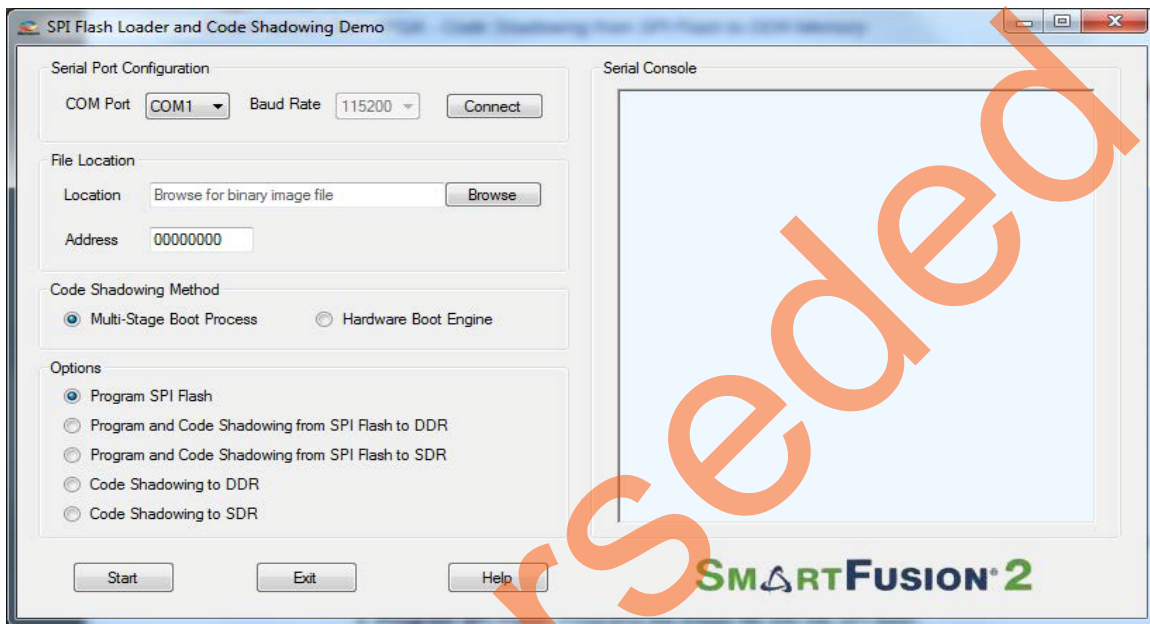 SPI Flash Loader and Code Shadowing Demo
Serial Port Configuration
COM Port COM1 Baud Rate 115200 Connect
File Location
Location Browse for binary image file Browse
Address 00000000
Code Shadowing Method
Multi-Stage Boot Process Hardware Boot Engine
Options
Program SPI Flash
Program and Code Shadowing from SPI Flash to DDR
Program and Code Shadowing from SPI Flash to SDR
Code Shadowing to DDR
Code Shadowing to SDR
Start Exit Help
Serial Console
SMARTFUSION® 2
rseded